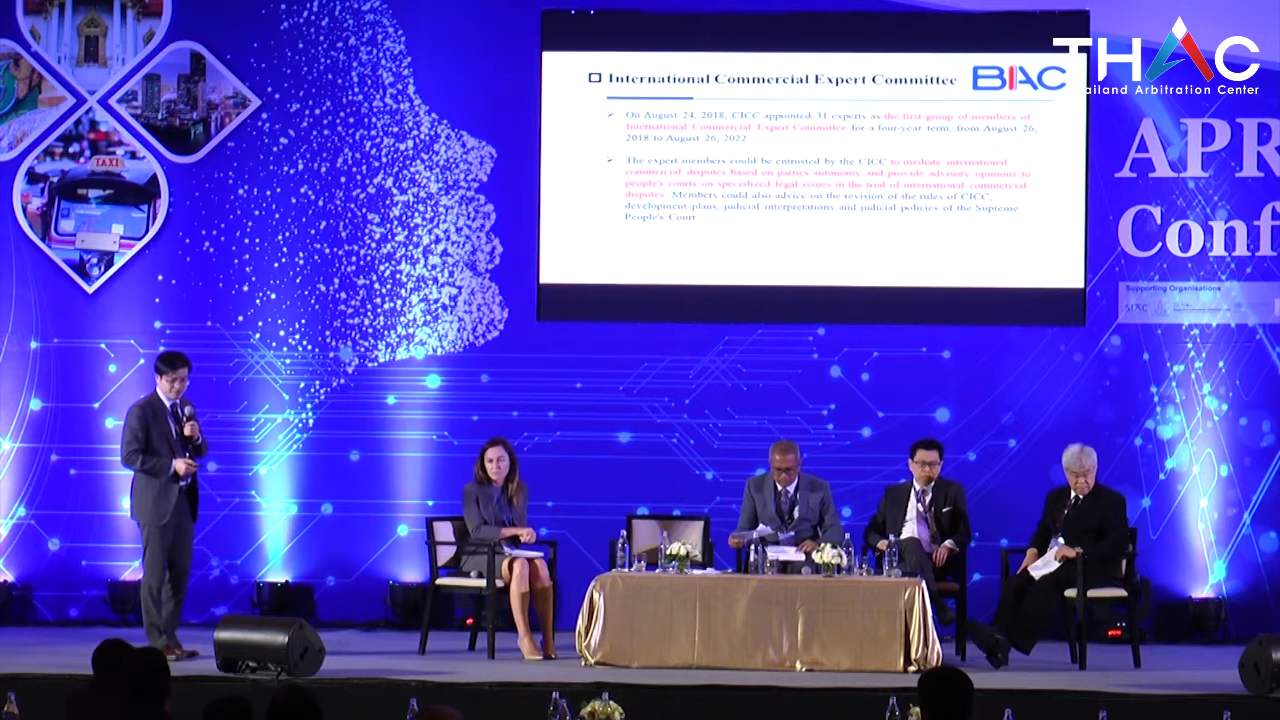 THAC
Thailand Arbitration Center
International Commercial Expert Committee
BIAC
On August 24, 2018, CICC appointed 31 experts as the first group of members of
International Commercial Expert Committee for a four-year term, from August 26,
2018 to August 26, 2022
The expert members could be entrusted by the CICC to mediate international
commercial disputes based on parties autonomy and provide advisory opinions to
people's courts on specialized legal issues in the trial of international commercial
disputes. Members could also advice on the revision of the rules of CICC,
development plans, judicial interpretations and judicial policies of the Supreme
People's Court
APR
Conf
Supporting Organisations
SIAC
TAXI